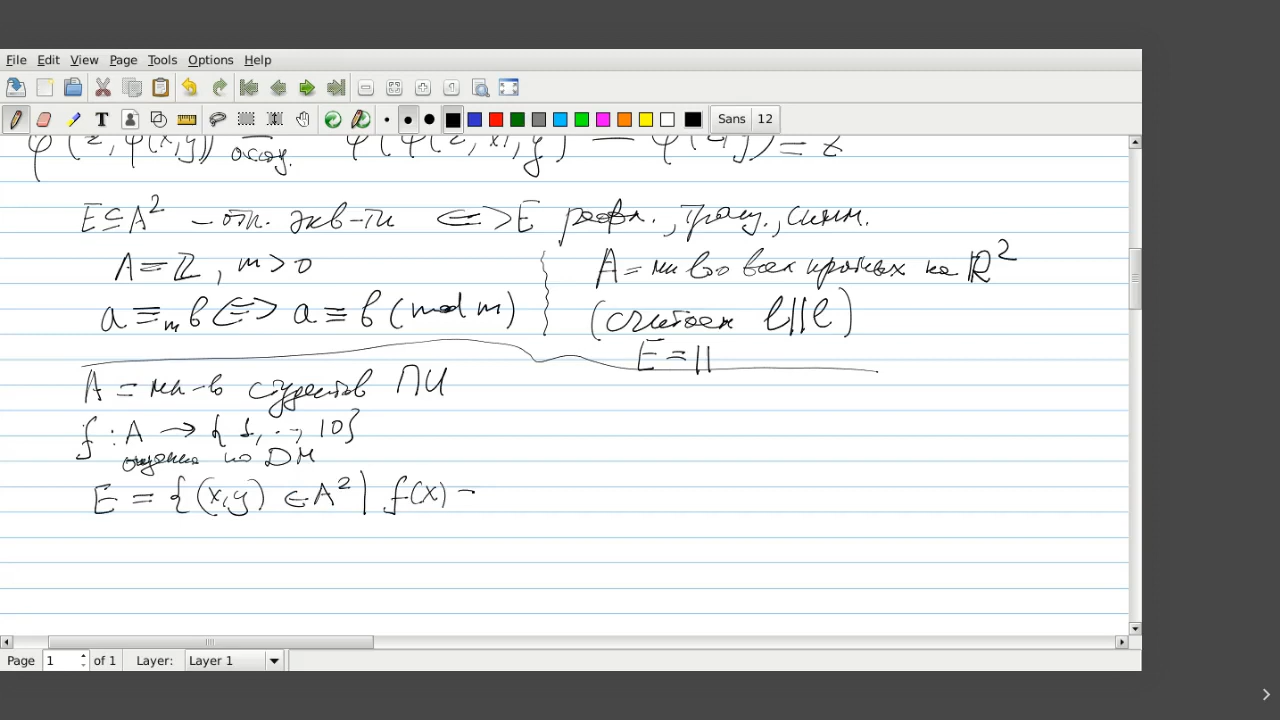 File Edit View Page Tools Options Help
Sans 12
φ(z, φ(x,y)) = φ(φ(z, x), y) = φ(y) = z
ассоц.
E ⊆ A² – отн. экв-ти ⟺ E рефл., транз., симм.
A = ℤ, m > 0
a ≡ₘ b ⟺ a ≡ b (mod m)
A = мн-во всех прямых на ℝ²
(считаем l||l)
E = ||
A = мн-в студентов ПИ
f : A → {1, .., 10}
оценка по DM
E = {(x,y) ∈ A² | f(x) –
Page 1 of 1 Layer: Layer 1